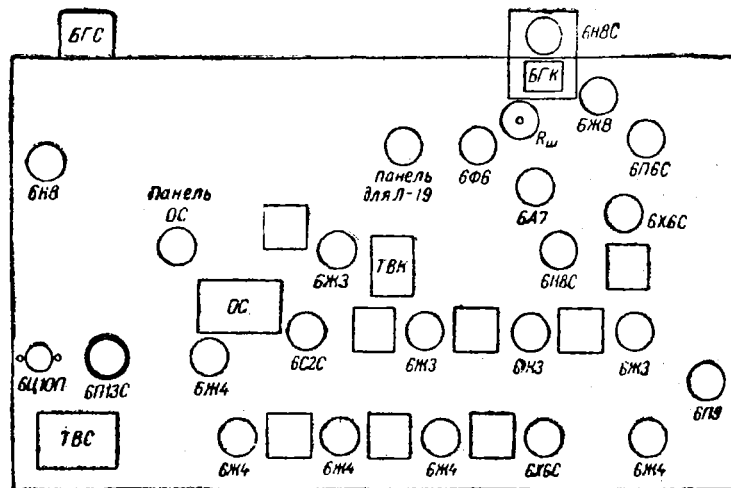 БГС
6Н8С
БГК
6Ж8
Rш
6П6С
6Н8
панель
для Л-19
6Ф6
6А7
6Х6С
Панель
ОС
6Ж3
ТВК
6Н8С
ОС
6С2С
6Ж3
6Ж3
6Ж3
6Ц10П
6П13С
6Ж4
6П9
ТВС
6Ж4
6Ж4
6Ж4
6Х6С
6Ж4